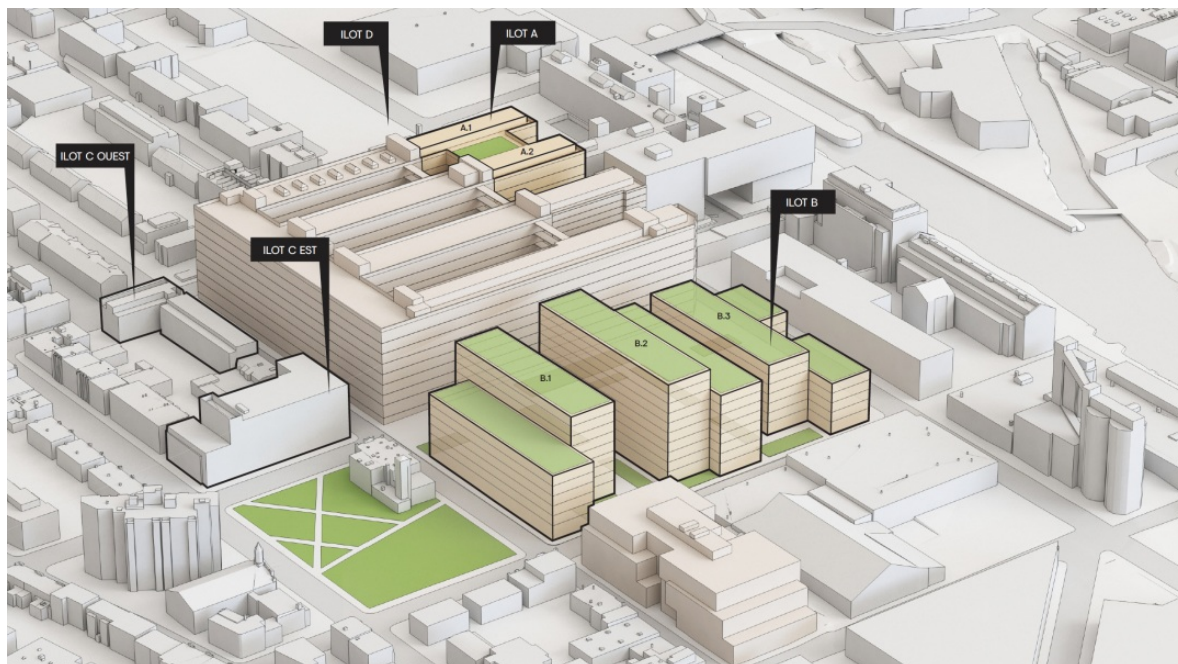 ILOT D
ILOT A
A.1
A.2
ILOT C OUEST
ILOT B
ILOT C EST
B.3
B.2
B.1